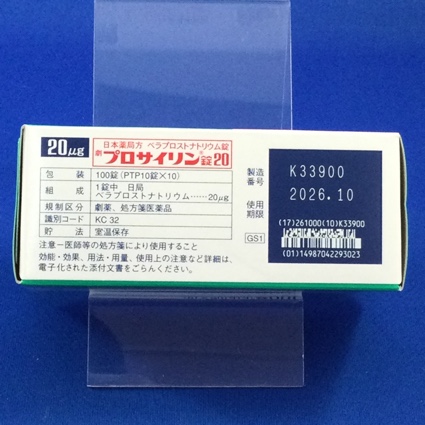 20μg
日本薬局方 ベラプロストナトリウム錠
劇 プロサイリン®錠20
包装 100錠(PTP10錠×10)
組成 1錠中 日局
ベラプロストナトリウム……20μg
規制区分 劇薬、処方箋医薬品
識別コード KC 32
貯法 室温保存
注意-医師等の処方箋により使用すること
効能・効果、用法・用量、使用上の注意など詳細は、
電子化された添付文書をごらんください。
製造番号 K33900
使用期限 2026.10
(17)261000(10)K33900
GS1
(01)14987042293023